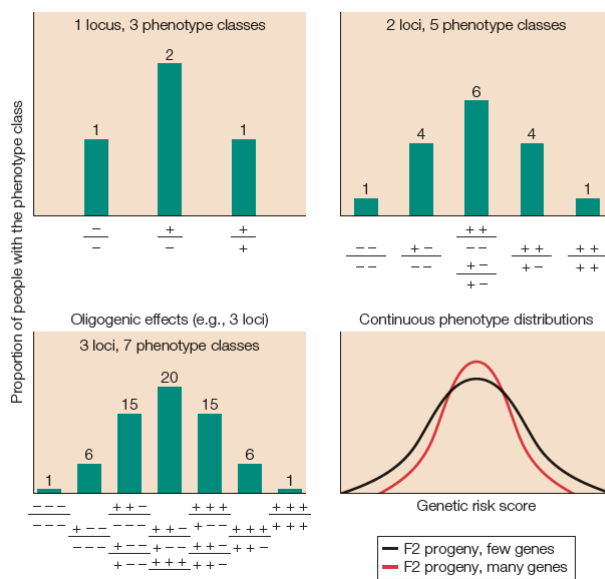 Proportion of people with the phenotype class
1 locus, 3 phenotype classes
1
2
1
−
−
+
−
+
+
2 loci, 5 phenotype classes
1
4
6
4
1
− −
− −
+ −
− −
+ +
− −
+ −
+ −
+ +
+ −
+ +
+ +
Oligogenic effects (e.g., 3 loci)
3 loci, 7 phenotype classes
1
6
15
20
15
6
1
− − −
− − −
+ − −
− − −
+ + −
− − −
+ − −
+ − −
+ + −
+ − −
+ + +
− − −
+ + +
+ − −
+ + −
+ + −
+ + +
+ + −
+ + +
+ + +
Continuous phenotype distributions
Genetic risk score
F2 progeny, few genes
F2 progeny, many genes